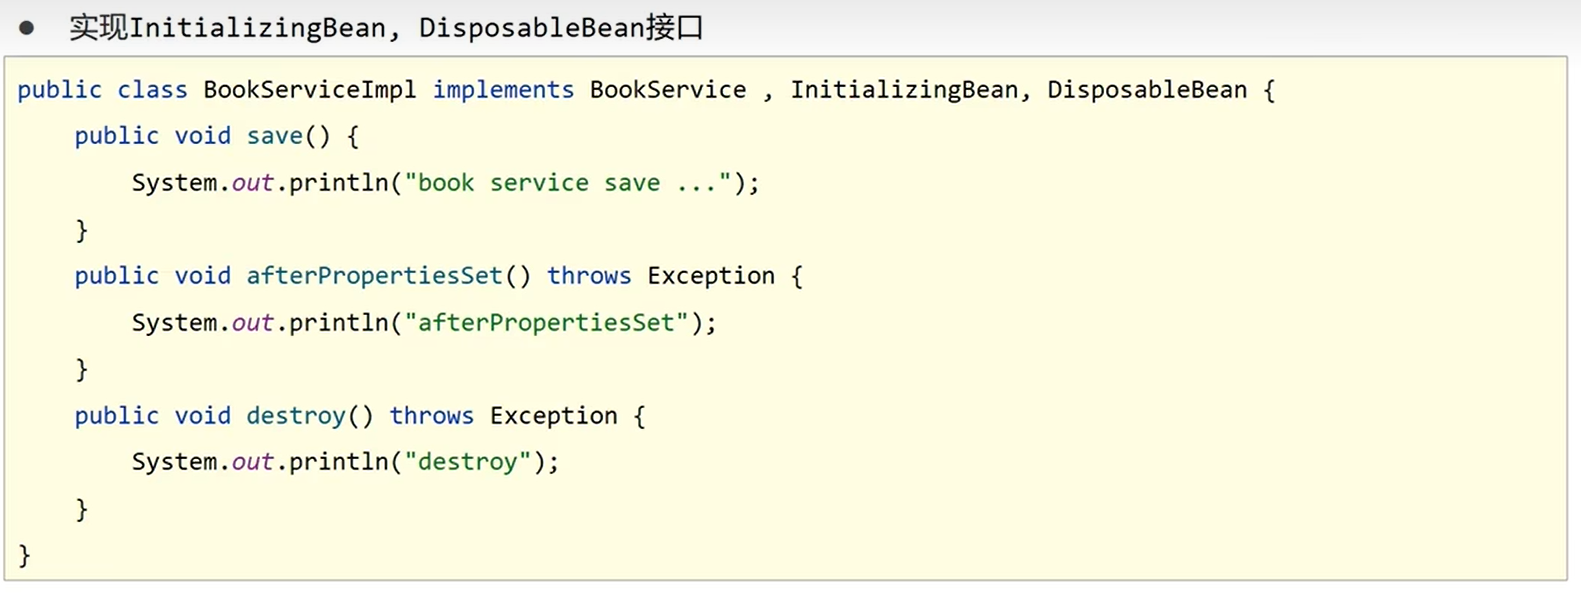 ● 实现InitializingBean, DisposableBean接口
public class BookServiceImpl implements BookService , InitializingBean, DisposableBean {
    public void save() {
        System.out.println("book service save ...");
    }
    public void afterPropertiesSet() throws Exception {
        System.out.println("afterPropertiesSet");
    }
    public void destroy() throws Exception {
        System.out.println("destroy");
    }
}